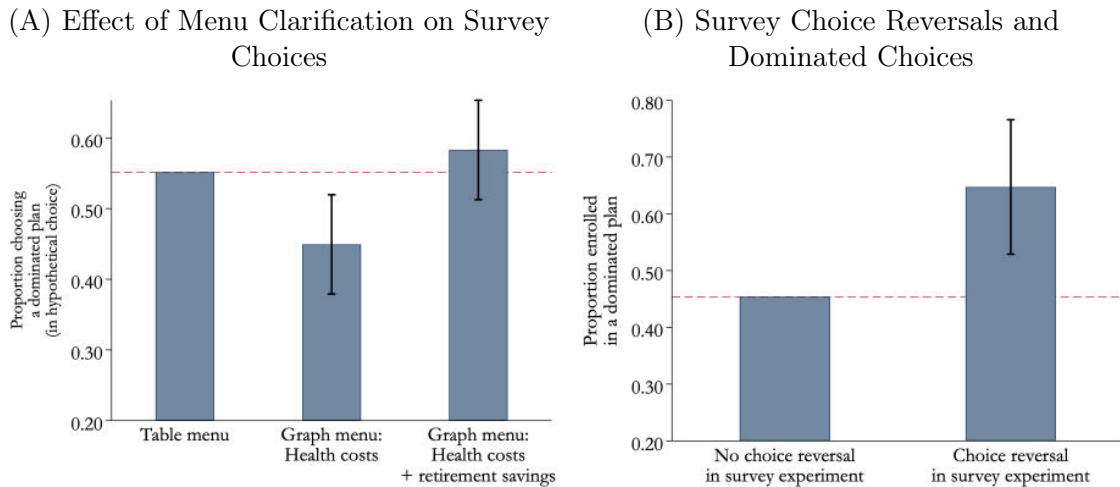 (A) Effect of Menu Clarification on Survey
Choices
Proportion choosing
a dominated plan
(in hypothetical choice)
0.60
0.50
0.40
0.30
0.20
Table menu
Graph menu:
Health costs
Graph menu:
Health costs
+ retirement savings
(B) Survey Choice Reversals and
Dominated Choices
Proportion enrolled
in a dominated plan
0.80
0.70
0.60
0.50
0.40
0.30
0.20
No choice reversal
in survey experiment
Choice reversal
in survey experiment